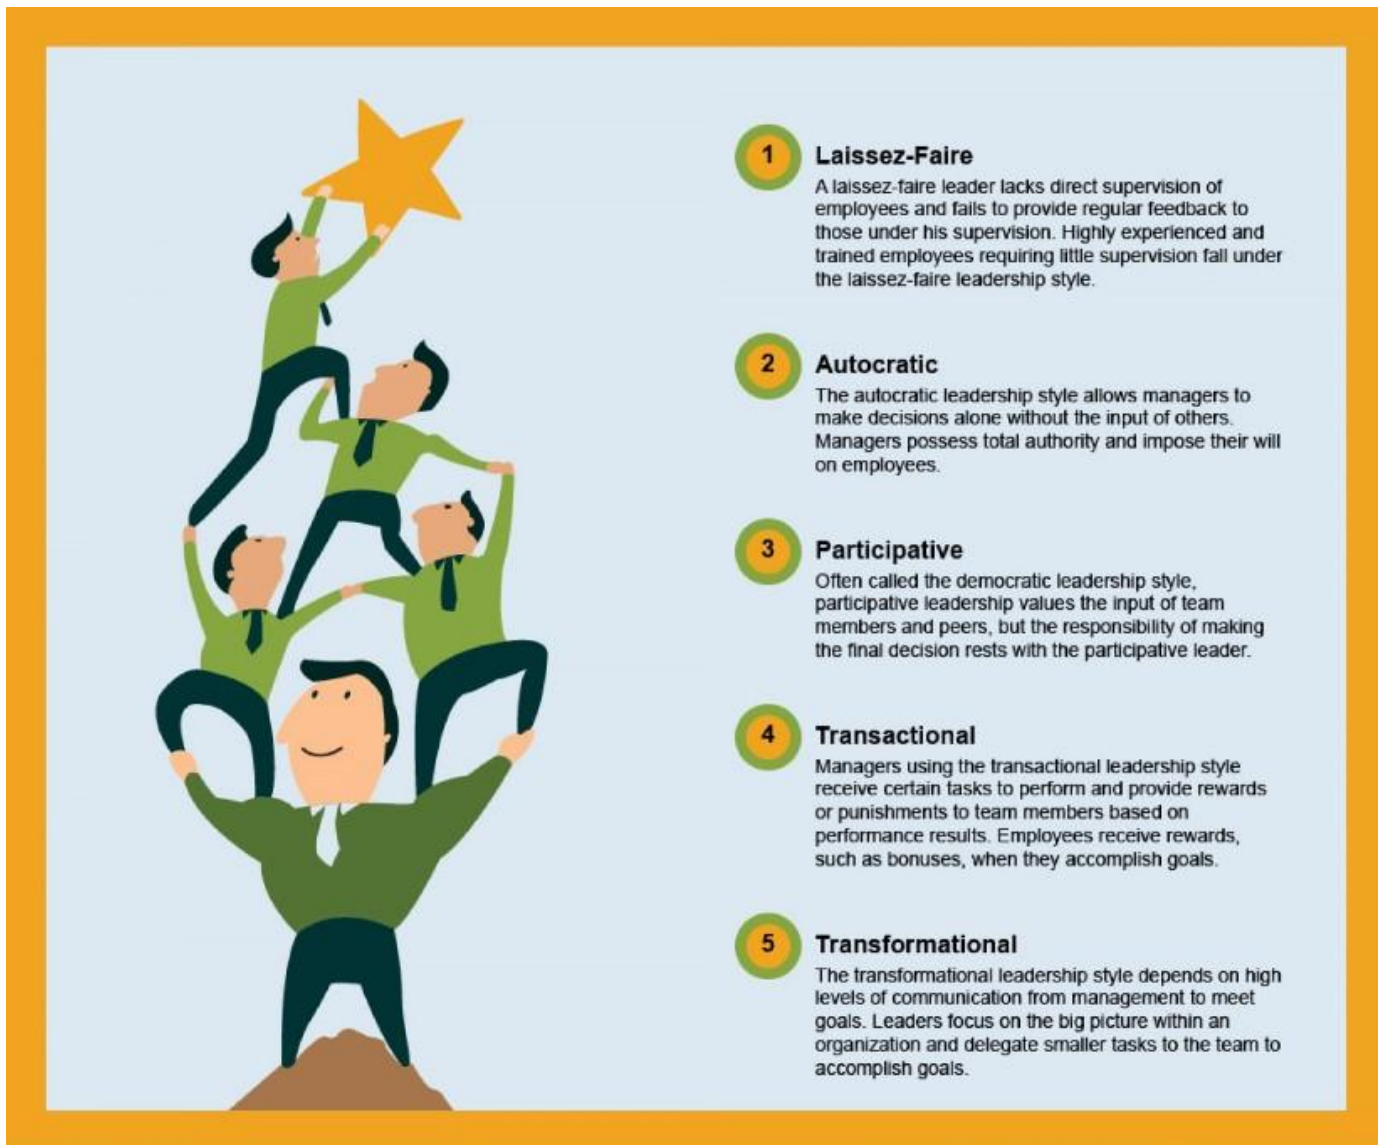 1
Laissez-Faire
A laissez-faire leader lacks direct supervision of
employees and fails to provide regular feedback to
those under his supervision. Highly experienced and
trained employees requiring little supervision fall under
the laissez-faire leadership style.
2
Autocratic
The autocratic leadership style allows managers to
make decisions alone without the input of others.
Managers possess total authority and impose their will
on employees.
3
Participative
Often called the democratic leadership style,
participative leadership values the input of team
members and peers, but the responsibility of making
the final decision rests with the participative leader.
4
Transactional
Managers using the transactional leadership style
receive certain tasks to perform and provide rewards
or punishments to team members based on
performance results. Employees receive rewards,
such as bonuses, when they accomplish goals.
5
Transformational
The transformational leadership style depends on high
levels of communication from management to meet
goals. Leaders focus on the big picture within an
organization and delegate smaller tasks to the team to
accomplish goals.